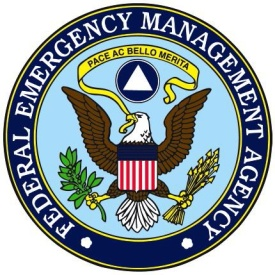 FEDERAL EMERGENCY MANAGEMENT AGENCY
PACE AC BELLO MERITA